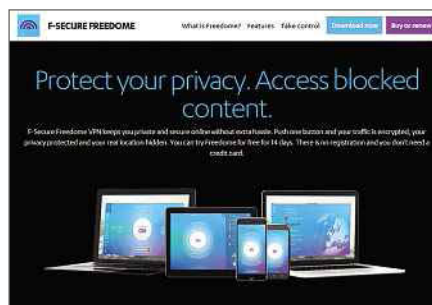 F-SECURE FREEDOME What is Freedome? Features Take control Download now Buy or renew
Protect your privacy. Access blocked
content.
F-Secure Freedome VPN keeps you private and secure online without extra hassle. Push one button and your traffic is encrypted, your
privacy protected and your real location hidden. You can try Freedome for free for 14 days. There is no registration and you don't need a
credit card.